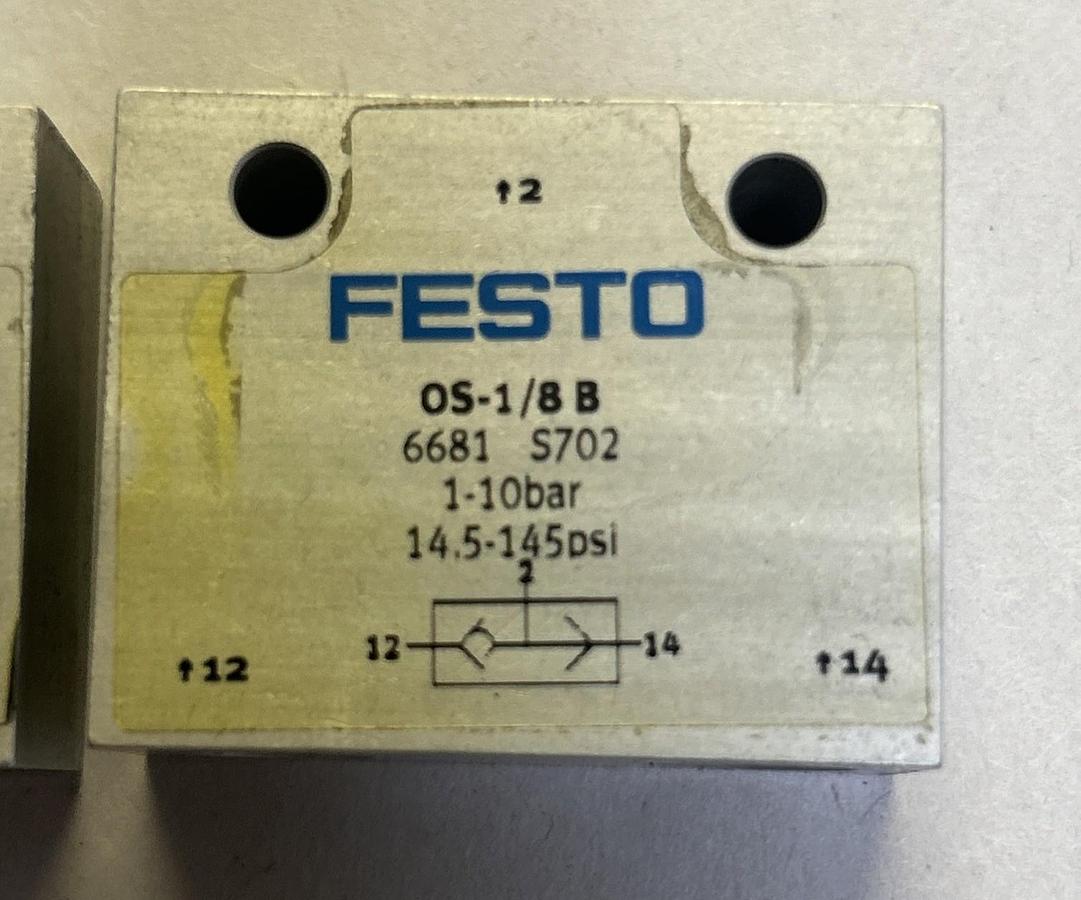 ↑2
FESTO
OS-1/8 B
6681 S702
1-10bar
14.5-145psi
2
12 14
↑12 ↑14